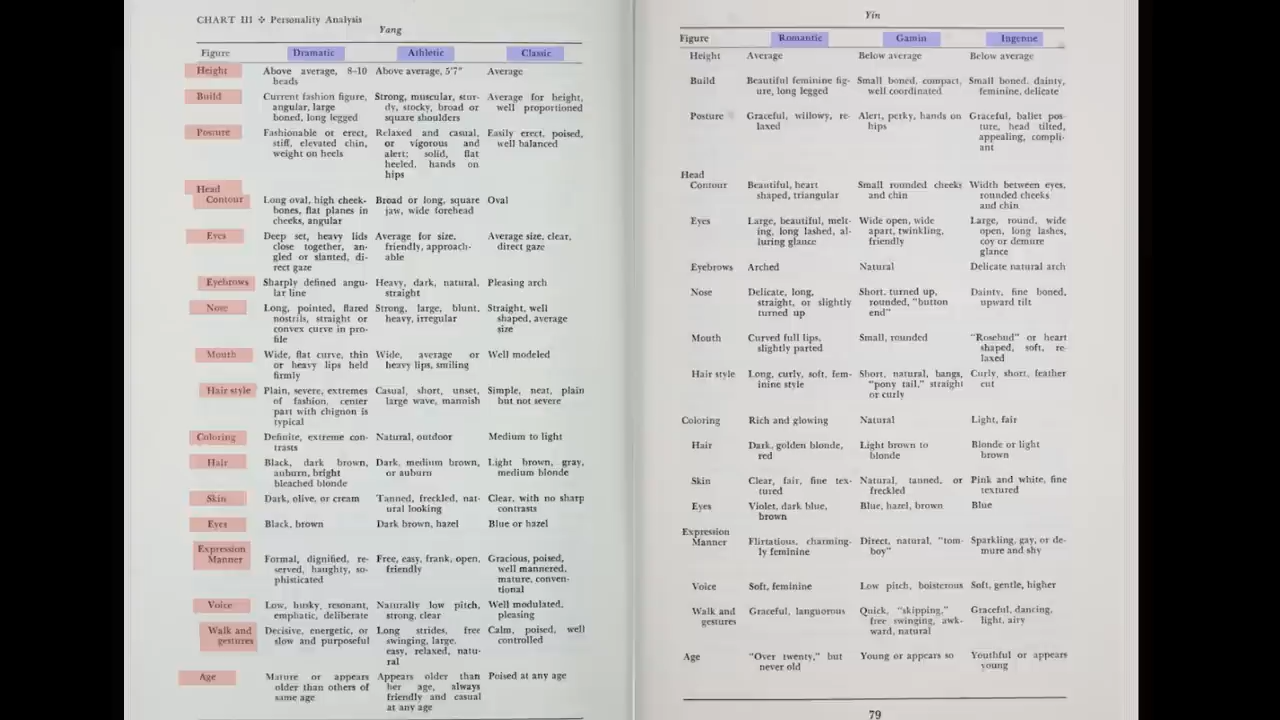 CHART III ✣ Personality Analysis
Yang
Figure Dramatic Athletic Classic
Height Above average, 8–10 heads Above average, 5'7" Average
Build Current fashion figure, angular, large boned, long legged Strong, muscular, stur-dy, stocky, broad or square shoulders Average for height, well proportioned
Posture Fashionable or erect, stiff, elevated chin, weight on heels Relaxed and casual, or vigorous and alert; solid, flat heeled, hands on hips Easily erect, poised, well balanced
Head
Contour Long oval, high cheek-bones, flat planes in cheeks, angular Broad or long, square jaw, wide forehead Oval
Eyes Deep set, heavy lids close together, an-gled or slanted, di-rect gaze Average for size, friendly, approach-able Average size, clear, direct gaze
Eyebrows Sharply defined angu-lar line Heavy, dark, natural, straight Pleasing arch
Nose Long, pointed, flared nostrils, straight or convex curve in pro-file Strong, large, blunt, heavy, irregular Straight, well shaped, average size
Mouth Wide, flat curve, thin or heavy lips held firmly Wide, average or heavy lips, smiling Well modeled
Hair style Plain, severe, extremes of fashion, center part with chignon is typical Casual, short, unset, large wave, mannish Simple, neat, plain but not severe
Coloring Definite, extreme con-trasts Natural, outdoor Medium to light
Hair Black, dark brown, auburn, bright bleached blonde Dark, medium brown, or auburn Light brown, gray, medium blonde
Skin Dark, olive, or cream Tanned, freckled, nat-ural looking Clear, with no sharp contrasts
Eyes Black, brown Dark brown, hazel Blue or hazel
Expression
Manner Formal, dignified, re-served, haughty, so-phisticated Free, easy, frank, open, friendly Gracious, poised, well mannered, mature, conven-tional
Voice Low, husky, resonant, emphatic, deliberate Naturally low pitch, strong, clear Well modulated, pleasing
Walk and gestures Decisive, energetic, or slow and purposeful Long strides, free swinging, large, easy, relaxed, natu-ral Calm, poised, well controlled
Age Mature or appears older than others of same age Appears older than her age, always friendly and casual at any age Poised at any age
Yin
Figure Romantic Gamin Ingenue
Height Average Below average Below average
Build Beautiful feminine fig-ure, long legged Small boned, compact, well coordinated Small boned, dainty, feminine, delicate
Posture Graceful, willowy, re-laxed Alert, perky, hands on hips Graceful, ballet pos-ture, head tilted, appealing, compli-ant
Head
Contour Beautiful, heart shaped, triangular Small rounded cheeks and chin Width between eyes, rounded cheeks and chin
Eyes Large, beautiful, melt-ing, long lashed, al-luring glance Wide open, wide apart, twinkling, friendly Large, round, wide open, long lashes, coy or demure glance
Eyebrows Arched Natural Delicate natural arch
Nose Delicate, long, straight, or slightly turned up Short, turned up, rounded, "button end" Dainty, fine boned, upward tilt
Mouth Curved full lips, slightly parted Small, rounded "Rosebud" or heart shaped, soft, re-laxed
Hair style Long, curly, soft, fem-inine style Short, natural, bangs, "pony tail," straight or curly Curly, short, feather cut
Coloring Rich and glowing Natural Light, fair
Hair Dark, golden blonde, red Light brown to blonde Blonde or light brown
Skin Clear, fair, fine tex-tured Natural, tanned, or freckled Pink and white, fine textured
Eyes Violet, dark blue, brown Blue, hazel, brown Blue
Expression
Manner Flirtatious, charming-ly feminine Direct, natural, "tom-boy" Sparkling, gay, or de-mure and shy
Voice Soft, feminine Low pitch, boisterous Soft, gentle, higher
Walk and gestures Graceful, languorous Quick, "skipping," free swinging, awk-ward, natural Graceful, dancing, light, airy
Age "Over twenty," but never old Young or appears so Youthful or appears young
79